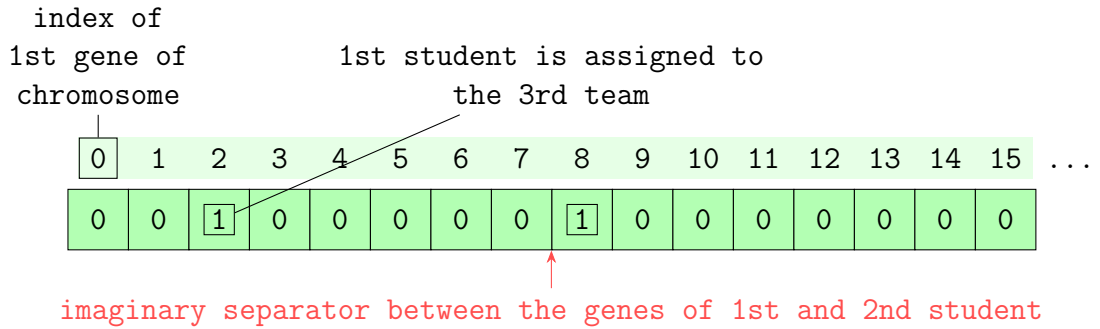 index of
1st gene of
chromosome
1st student is assigned to
the 3rd team
0 1 2 3 4 5 6 7 8 9 10 11 12 13 14 15 ...
0 0 1 0 0 0 0 0 1 0 0 0 0 0 0 0
imaginary separator between the genes of 1st and 2nd student